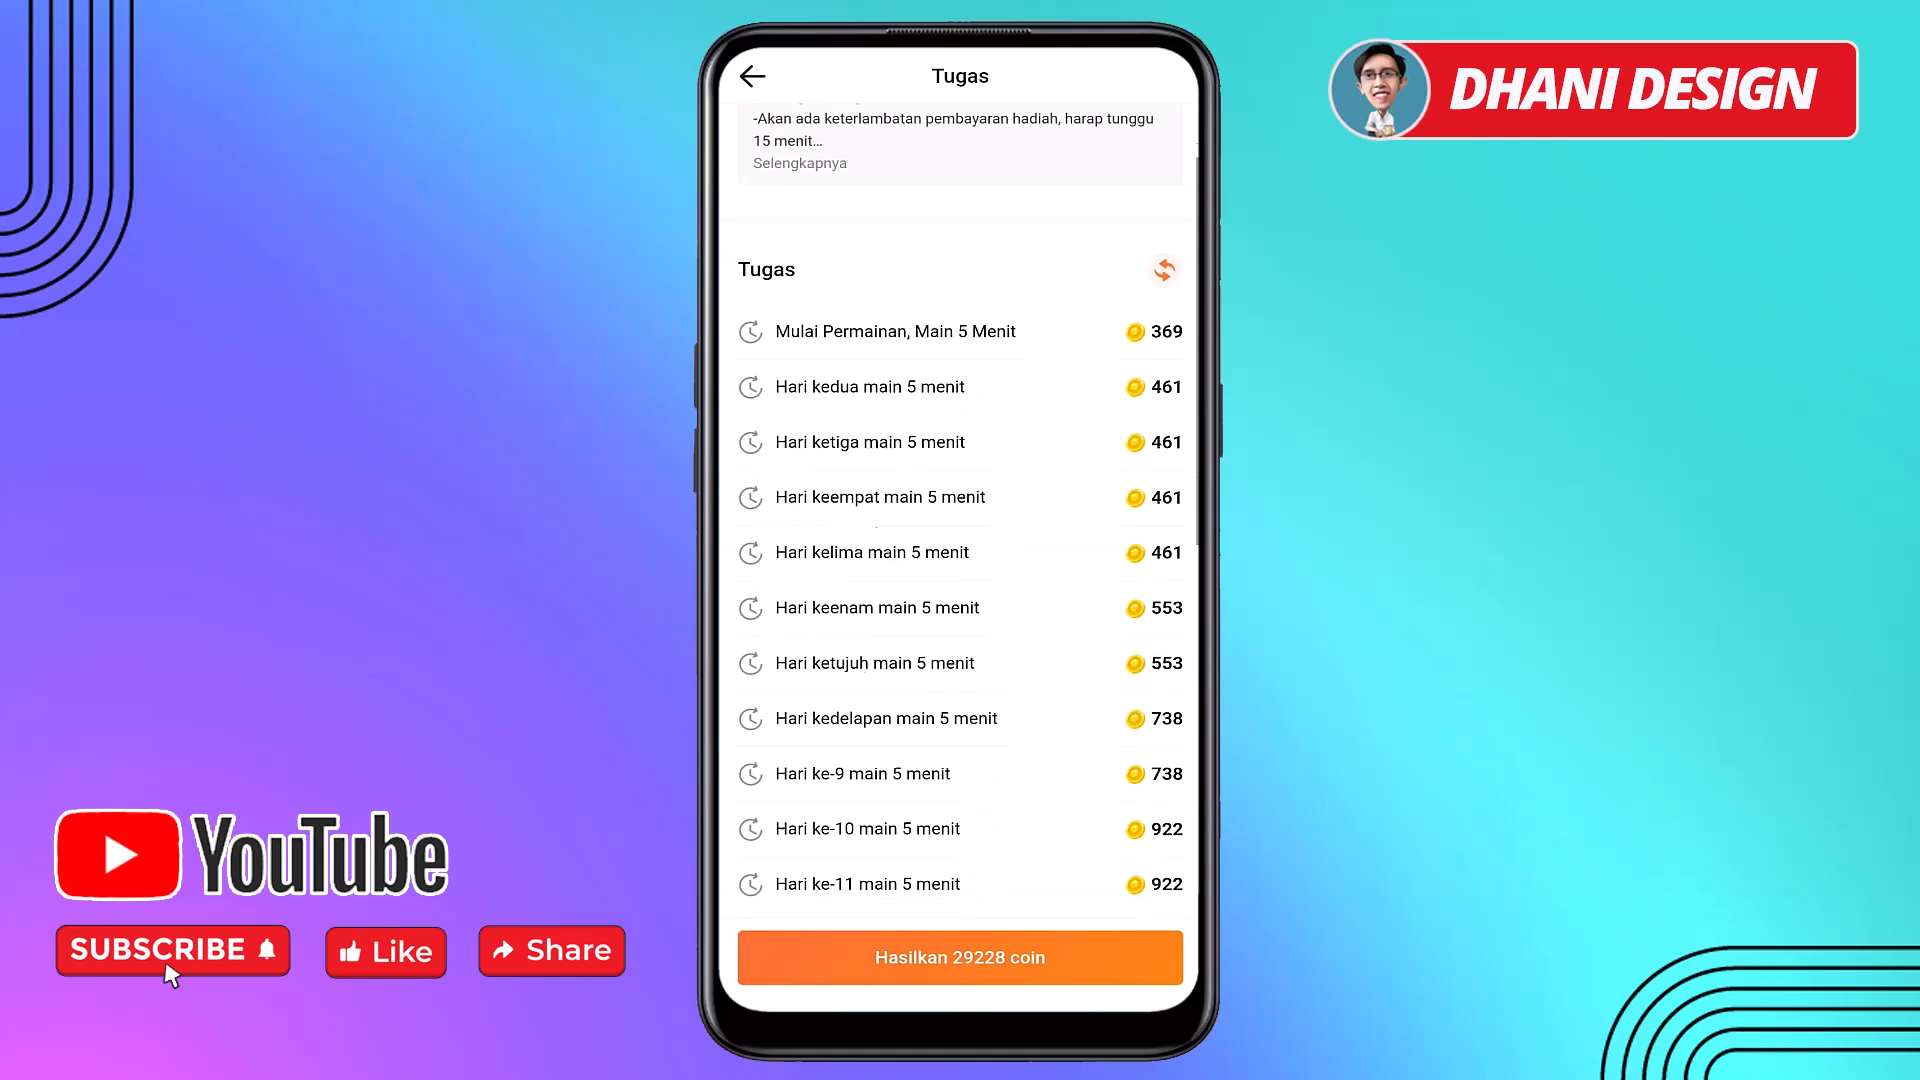 Tugas
-Akan ada keterlambatan pembayaran hadiah, harap tunggu
15 menit...
Selengkapnya
Tugas
Mulai Permainan, Main 5 Menit 369
Hari kedua main 5 menit 461
Hari ketiga main 5 menit 461
Hari keempat main 5 menit 461
Hari kelima main 5 menit 461
Hari keenam main 5 menit 553
Hari ketujuh main 5 menit 553
Hari kedelapan main 5 menit 738
Hari ke-9 main 5 menit 738
Hari ke-10 main 5 menit 922
Hari ke-11 main 5 menit 922
Hasilkan 29228 coin
DHANI DESIGN
YouTube
SUBSCRIBE
Like
Share